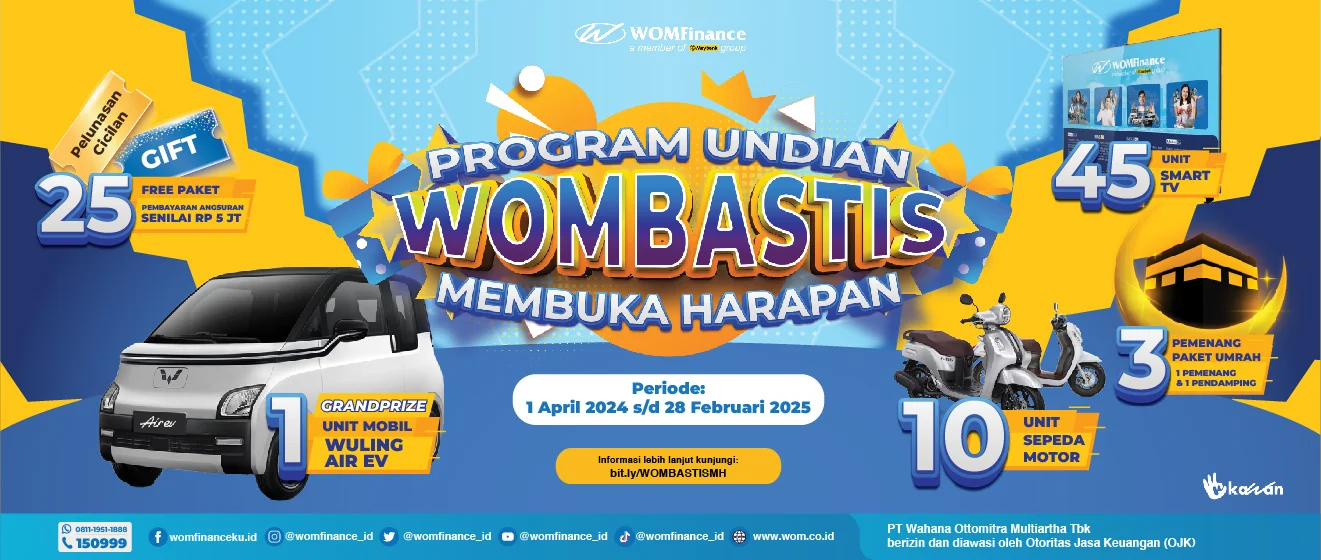 WOMFinance
a member of Maybank group
Pelunasan
Cicilan
GIFT
25
FREE PAKET
PEMBAYARAN ANGSURAN
SENILAI RP 5 JT
PROGRAM UNDIAN
WOMBASTIS
MEMBUKA HARAPAN
WOMFinance
45
UNIT
SMART
TV
3
PEMENANG
PAKET UMRAH
1 PEMENANG
& 1 PENDAMPING
Air ev
1
GRANDPRIZE
UNIT MOBIL
WULING
AIR EV
Periode:
1 April 2024 s/d 28 Februari 2025
Informasi lebih lanjut kunjungi:
bit.ly/WOMBASTISMH
10
UNIT
SEPEDA
MOTOR
kawan
0811-1951-1888
150999
womfinanceku.id
@womfinance_id
@womfinance_id
@womfinance_id
@womfinance_id
www.wom.co.id
PT Wahana Ottomitra Multiartha Tbk
berizin dan diawasi oleh Otoritas Jasa Keuangan (OJK)